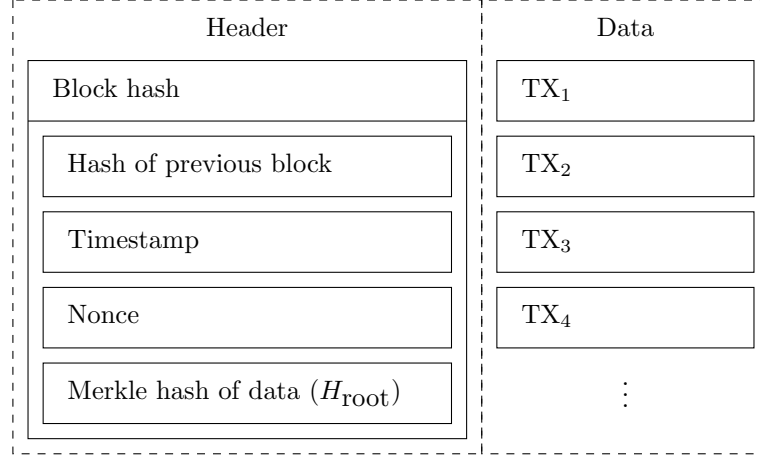 Header
Block hash
Hash of previous block
Timestamp
Nonce
Merkle hash of data (H_root)
Data
TX₁
TX₂
TX₃
TX₄
⋮